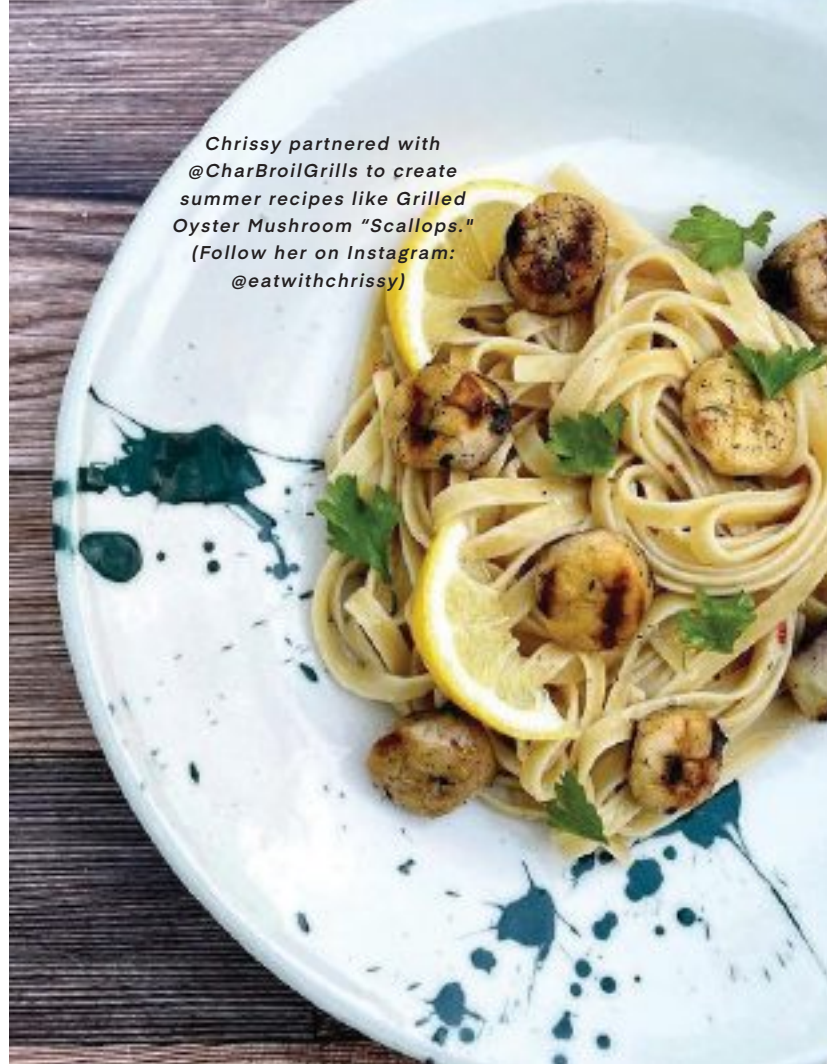 Chrissy partnered with
@CharBroilGrills to create
summer recipes like Grilled
Oyster Mushroom "Scallops."
(Follow her on Instagram:
@eatwithchrissy)